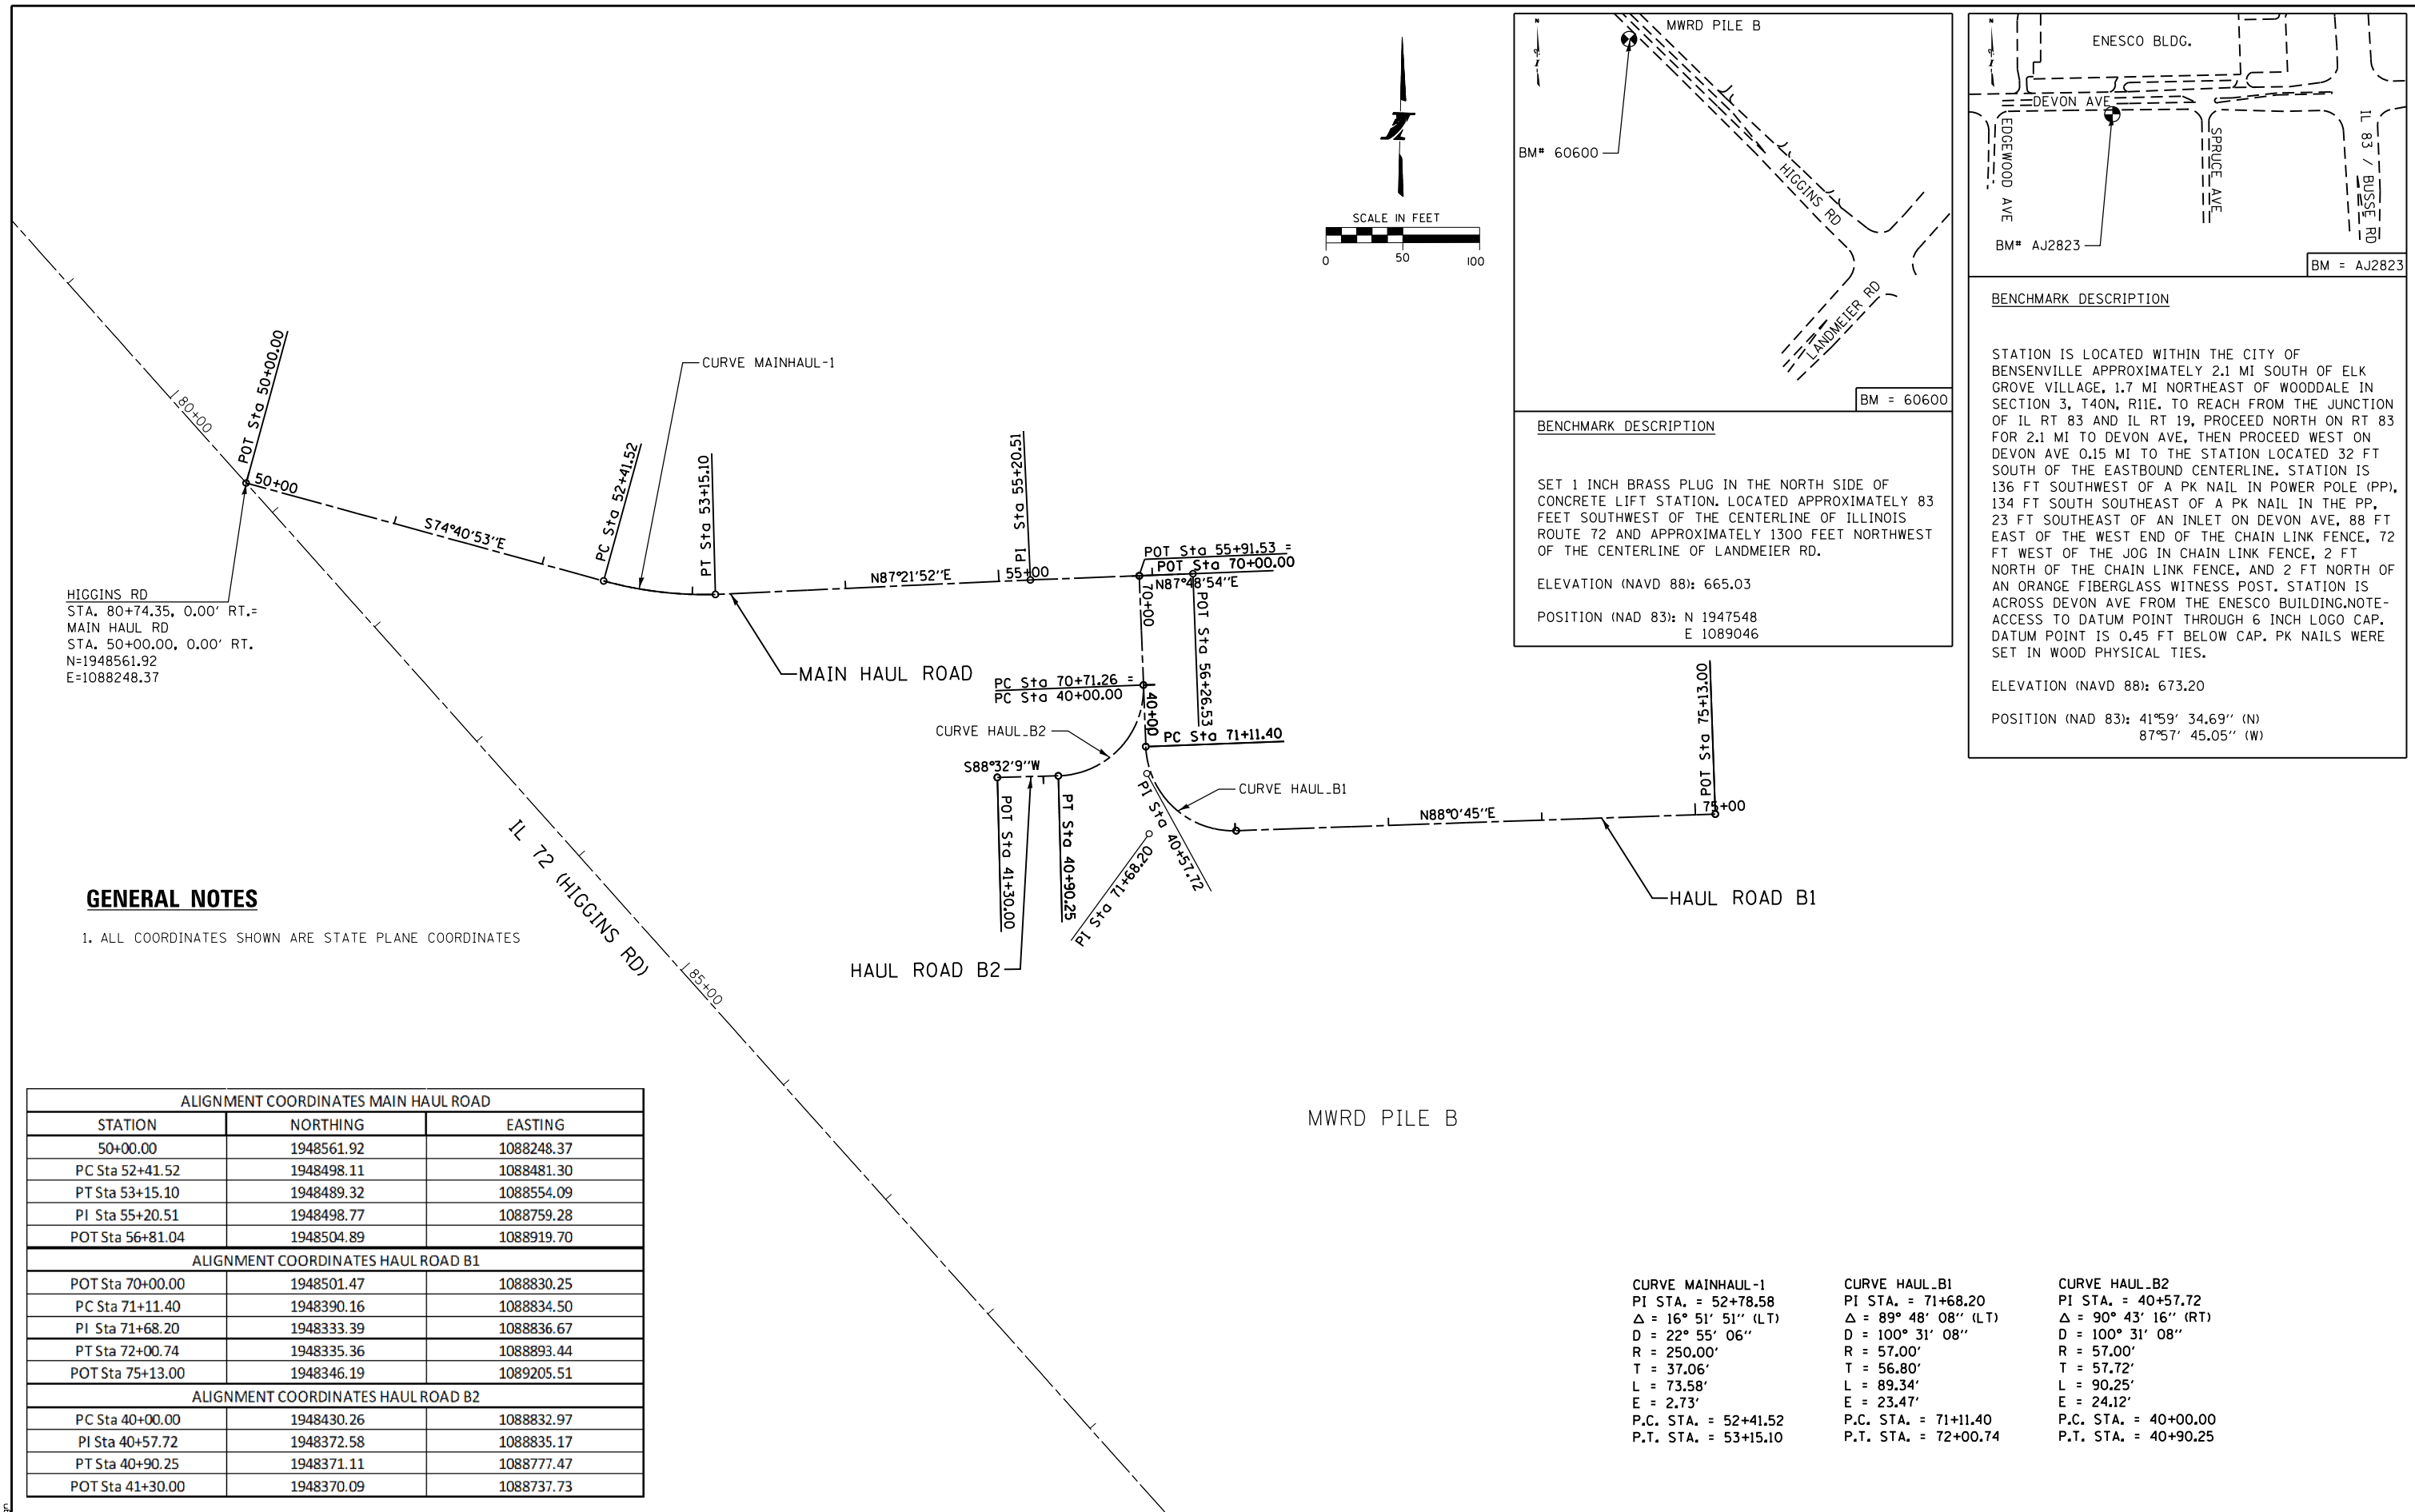 SCALE IN FEET
0 50 100
POT Sta 50+00.00
80+00
50+00
S74°40'53"E
CURVE MAINHAUL-1
PC Sta 52+41.52
PT Sta 53+15.10
N87°21'52"E
PI Sta 55+20.51
55+00
POT Sta 55+91.53 =
POT Sta 70+00.00
N87°48'54"E
70+00
POT Sta 56+26.53
HIGGINS RD
STA. 80+74.35, 0.00' RT.=
MAIN HAUL RD
STA. 50+00.00, 0.00' RT.
N=1948561.92
E=1088248.37
MAIN HAUL ROAD
PC Sta 70+71.26 =
PC Sta 40+00.00
40+00
CURVE HAUL_B2
PC Sta 71+11.40
S88°32'9"W
POT Sta 41+30.00
PT Sta 40+90.25
PI Sta 40+57.72
PI Sta 71+68.20
CURVE HAUL_B1
N88°0'45"E
POT Sta 75+13.00
75+00
HAUL ROAD B1
HAUL ROAD B2
IL 72 (HIGGINS RD)
85+00
MWRD PILE B
GENERAL NOTES
1. ALL COORDINATES SHOWN ARE STATE PLANE COORDINATES
N
MWRD PILE B
BM# 60600
HIGGINS RD
LANDMEIER RD
BM = 60600
BENCHMARK DESCRIPTION
SET 1 INCH BRASS PLUG IN THE NORTH SIDE OF
CONCRETE LIFT STATION. LOCATED APPROXIMATELY 83
FEET SOUTHWEST OF THE CENTERLINE OF ILLINOIS
ROUTE 72 AND APPROXIMATELY 1300 FEET NORTHWEST
OF THE CENTERLINE OF LANDMEIER RD.
ELEVATION (NAVD 88): 665.03
POSITION (NAD 83): N 1947548
E 1089046
N
ENESCO BLDG.
DEVON AVE
EDGEWOOD AVE
SPRUCE AVE
IL 83 / BUSSE RD
BM# AJ2823
BM = AJ2823
BENCHMARK DESCRIPTION
STATION IS LOCATED WITHIN THE CITY OF
BENSENVILLE APPROXIMATELY 2.1 MI SOUTH OF ELK
GROVE VILLAGE, 1.7 MI NORTHEAST OF WOODDALE IN
SECTION 3, T40N, R11E. TO REACH FROM THE JUNCTION
OF IL RT 83 AND IL RT 19, PROCEED NORTH ON RT 83
FOR 2.1 MI TO DEVON AVE, THEN PROCEED WEST ON
DEVON AVE 0.15 MI TO THE STATION LOCATED 32 FT
SOUTH OF THE EASTBOUND CENTERLINE. STATION IS
136 FT SOUTHWEST OF A PK NAIL IN POWER POLE (PP),
134 FT SOUTH SOUTHEAST OF A PK NAIL IN THE PP,
23 FT SOUTHEAST OF AN INLET ON DEVON AVE, 88 FT
EAST OF THE WEST END OF THE CHAIN LINK FENCE, 72
FT WEST OF THE JOG IN CHAIN LINK FENCE, 2 FT
NORTH OF THE CHAIN LINK FENCE, AND 2 FT NORTH OF
AN ORANGE FIBERGLASS WITNESS POST. STATION IS
ACROSS DEVON AVE FROM THE ENESCO BUILDING.NOTE-
ACCESS TO DATUM POINT THROUGH 6 INCH LOGO CAP.
DATUM POINT IS 0.45 FT BELOW CAP. PK NAILS WERE
SET IN WOOD PHYSICAL TIES.
ELEVATION (NAVD 88): 673.20
POSITION (NAD 83): 41°59' 34.69" (N)
87°57' 45.05" (W)
ALIGNMENT COORDINATES MAIN HAUL ROAD
STATION NORTHING EASTING
50+00.00 1948561.92 1088248.37
PC Sta 52+41.52 1948498.11 1088481.30
PT Sta 53+15.10 1948489.32 1088554.09
PI Sta 55+20.51 1948498.77 1088759.28
POT Sta 56+81.04 1948504.89 1088919.70
ALIGNMENT COORDINATES HAUL ROAD B1
POT Sta 70+00.00 1948501.47 1088830.25
PC Sta 71+11.40 1948390.16 1088834.50
PI Sta 71+68.20 1948333.39 1088836.67
PT Sta 72+00.74 1948335.36 1088893.44
POT Sta 75+13.00 1948346.19 1089205.51
ALIGNMENT COORDINATES HAUL ROAD B2
PC Sta 40+00.00 1948430.26 1088832.97
PI Sta 40+57.72 1948372.58 1088835.17
PT Sta 40+90.25 1948371.11 1088777.47
POT Sta 41+30.00 1948370.09 1088737.73
CURVE MAINHAUL-1
PI STA. = 52+78.58
Δ = 16° 51' 51" (LT)
D = 22° 55' 06"
R = 250.00'
T = 37.06'
L = 73.58'
E = 2.73'
P.C. STA. = 52+41.52
P.T. STA. = 53+15.10
CURVE HAUL_B1
PI STA. = 71+68.20
Δ = 89° 48' 08" (LT)
D = 100° 31' 08"
R = 57.00'
T = 56.80'
L = 89.34'
E = 23.47'
P.C. STA. = 71+11.40
P.T. STA. = 72+00.74
CURVE HAUL_B2
PI STA. = 40+57.72
Δ = 90° 43' 16" (RT)
D = 100° 31' 08"
R = 57.00'
T = 57.72'
L = 90.25'
E = 24.12'
P.C. STA. = 40+00.00
P.T. STA. = 40+90.25